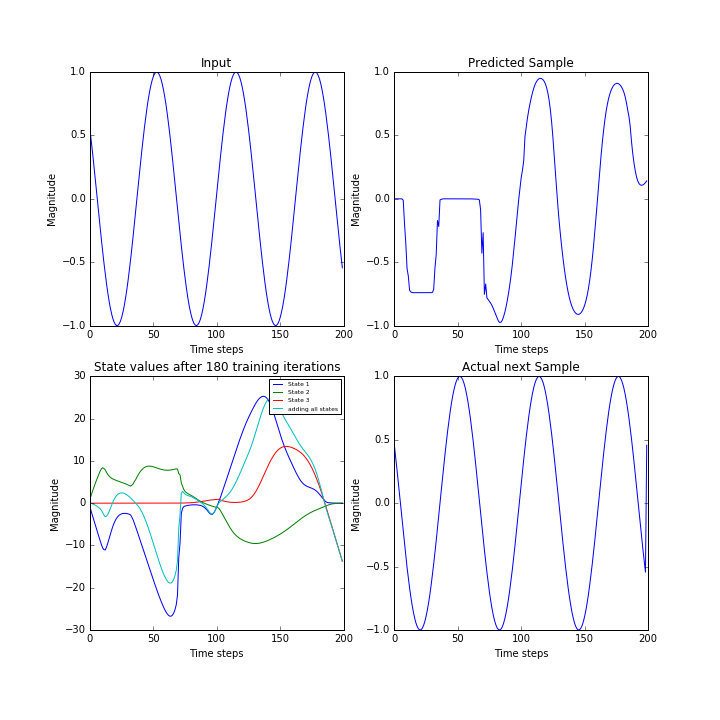 Input
1.0
0.5
0.0
−0.5
−1.0
Magnitude
0
50
100
150
200
Time steps
Predicted Sample
1.0
0.5
0.0
−0.5
−1.0
Magnitude
0
50
100
150
200
Time steps
State values after 180 training iterations
30
20
10
0
−10
−20
−30
Magnitude
State 1
State 2
State 3
adding all states
0
50
100
150
200
Time steps
Actual next Sample
1.0
0.5
0.0
−0.5
−1.0
Magnitude
0
50
100
150
200
Time steps